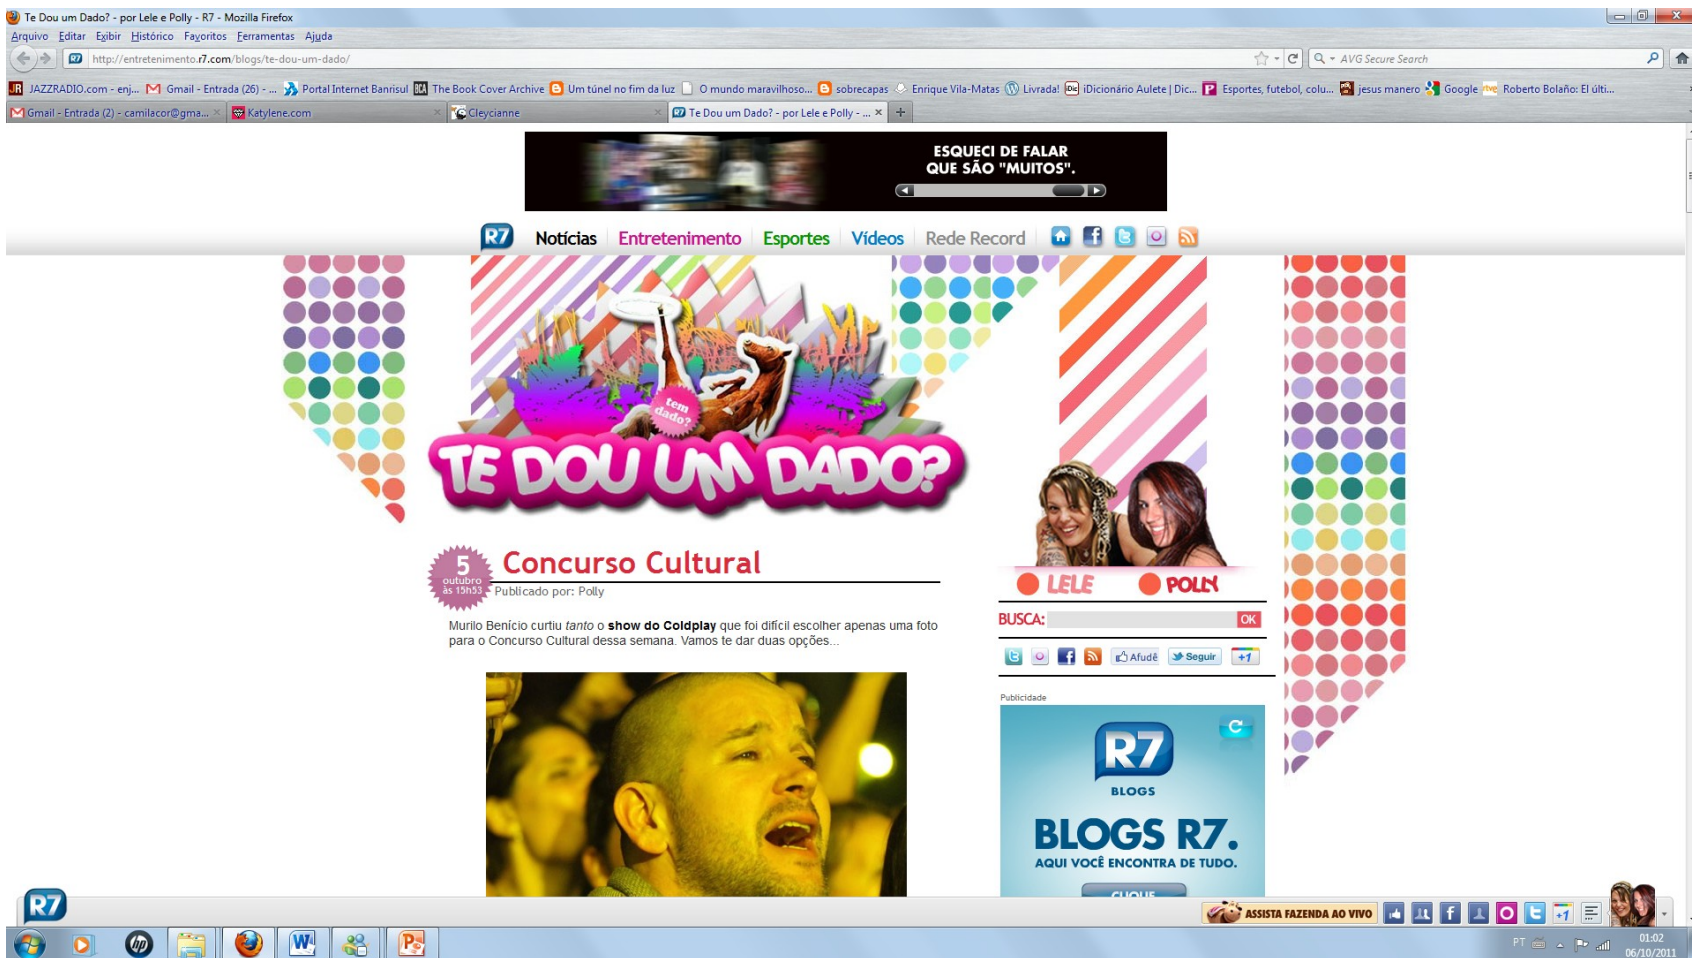 Te Dou um Dado? - por Lele e Polly - R7 - Mozilla Firefox
Arquivo Editar Exibir Histórico Favoritos Ferramentas Ajuda
http://entretenimento.r7.com/blogs/te-dou-um-dado/
AVG Secure Search
JAZZRADIO.com - enj... Gmail - Entrada (26) - ... Portal Internet Banrisul BCA The Book Cover Archive Um túnel no fim da luz O mundo maravilhoso... sobrecapas Enrique Vila-Matas Livrada! iDicionário Aulete | Dic... Esportes, futebol, colu... jesus manero Google rtve Roberto Bolaño: El últi...
Gmail - Entrada (2) - camilacor@gma... Katylene.com Cleycianne Te Dou um Dado? - por Lele e Polly - ...
ESQUECI DE FALAR
QUE SÃO "MUITOS".
R7 Notícias Entretenimento Esportes Vídeos Rede Record
tem
dado?
TE DOU UM DADO?
5
outubro
às 15h53
Concurso Cultural
Publicado por: Polly
Murilo Benício curtiu tanto o show do Coldplay que foi difícil escolher apenas uma foto
para o Concurso Cultural dessa semana. Vamos te dar duas opções...
LELE POLLY
BUSCA: OK
Afudê Seguir +1
Publicidade
R7
BLOGS
BLOGS R7.
AQUI VOCÊ ENCONTRA DE TUDO.
CLIQUE
R7
ASSISTA FAZENDA AO VIVO
+1
PT
01:02
06/10/2011